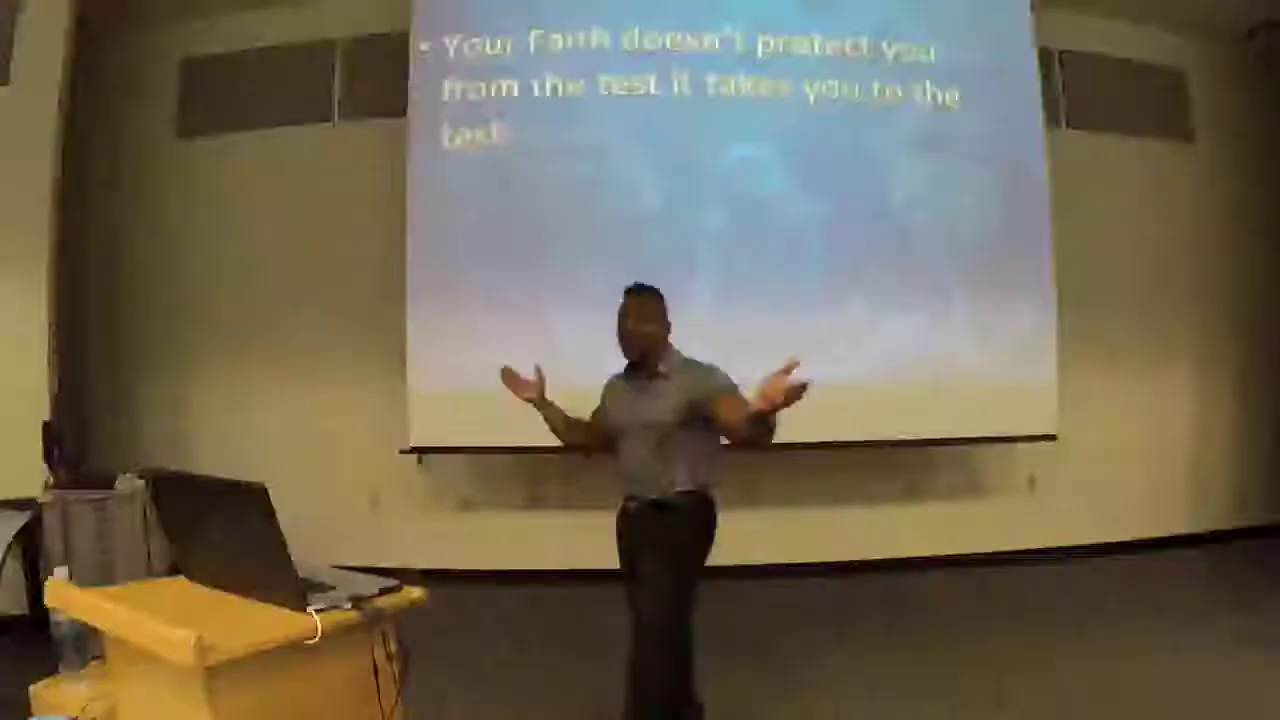 • Your Faith doesn't protect you
from the test it takes you to the
test